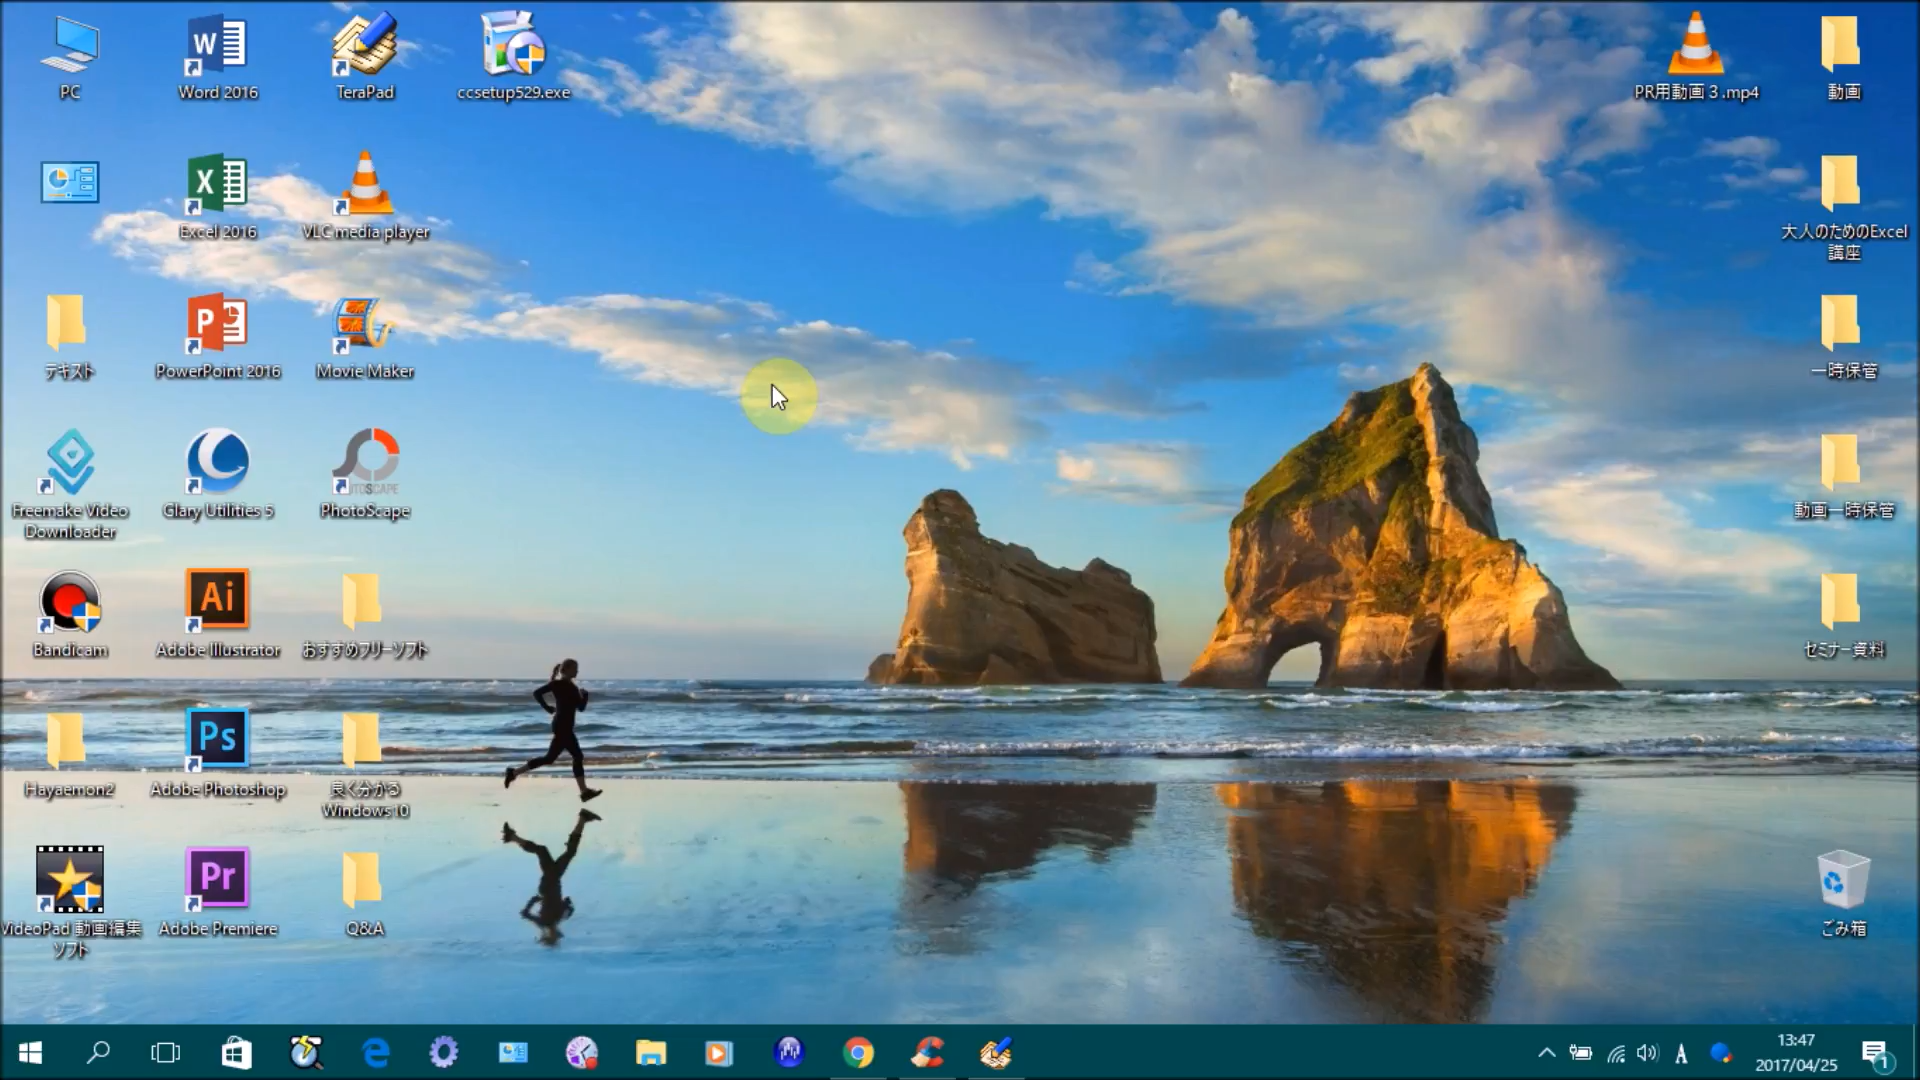 PC
Word 2016
TeraPad
ccsetup529.exe
PR用動画３.mp4
動画
Excel 2016
VLC media player
大人のためのExcel
講座
テキスト
PowerPoint 2016
Movie Maker
一時保管
Freemake Video
Downloader
Glary Utilities 5
PhotoScape
動画一時保管
Bandicam
Ai
Adobe Illustrator
おすすめフリーソフト
セミナー資料
Hayaemon2
Ps
Adobe Photoshop
良く分かる
Windows10
VideoPad 動画編集
ソフト
Pr
Adobe Premiere
Q&A
ごみ箱
A
13:47
2017/04/25
1